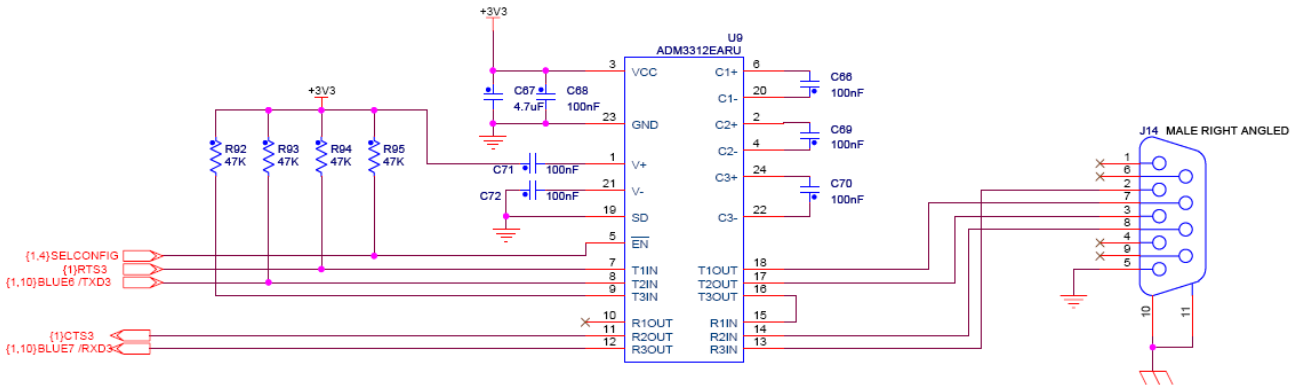 +3V3
U9
ADM3312EARU
3 VCC C1+ 6
C67 4.7uF
C68 100nF
C66 100nF
C1- 20
+3V3
23 GND C2+ 2
C69 100nF
R92 47K
R93 47K
R94 47K
R95 47K
C2- 4
J14 MALE RIGHT ANGLED
1 V+
C71 100nF
C3+ 24
C70 100nF
21 V-
C72 100nF
19 SD C3- 22
{1,4}SELCONFIG 5 EN
{1}RTS3 7 T1IN T1OUT 18
{1,10}BLUE6 /TXD3 8 T2IN T2OUT 17
9 T3IN T3OUT 16
10 R1OUT R1IN 15
{1}CTS3 11 R2OUT R2IN 14
{1,10}BLUE7 /RXD3 12 R3OUT R3IN 13
1
6
2
7
3
8
4
9
5
10
11